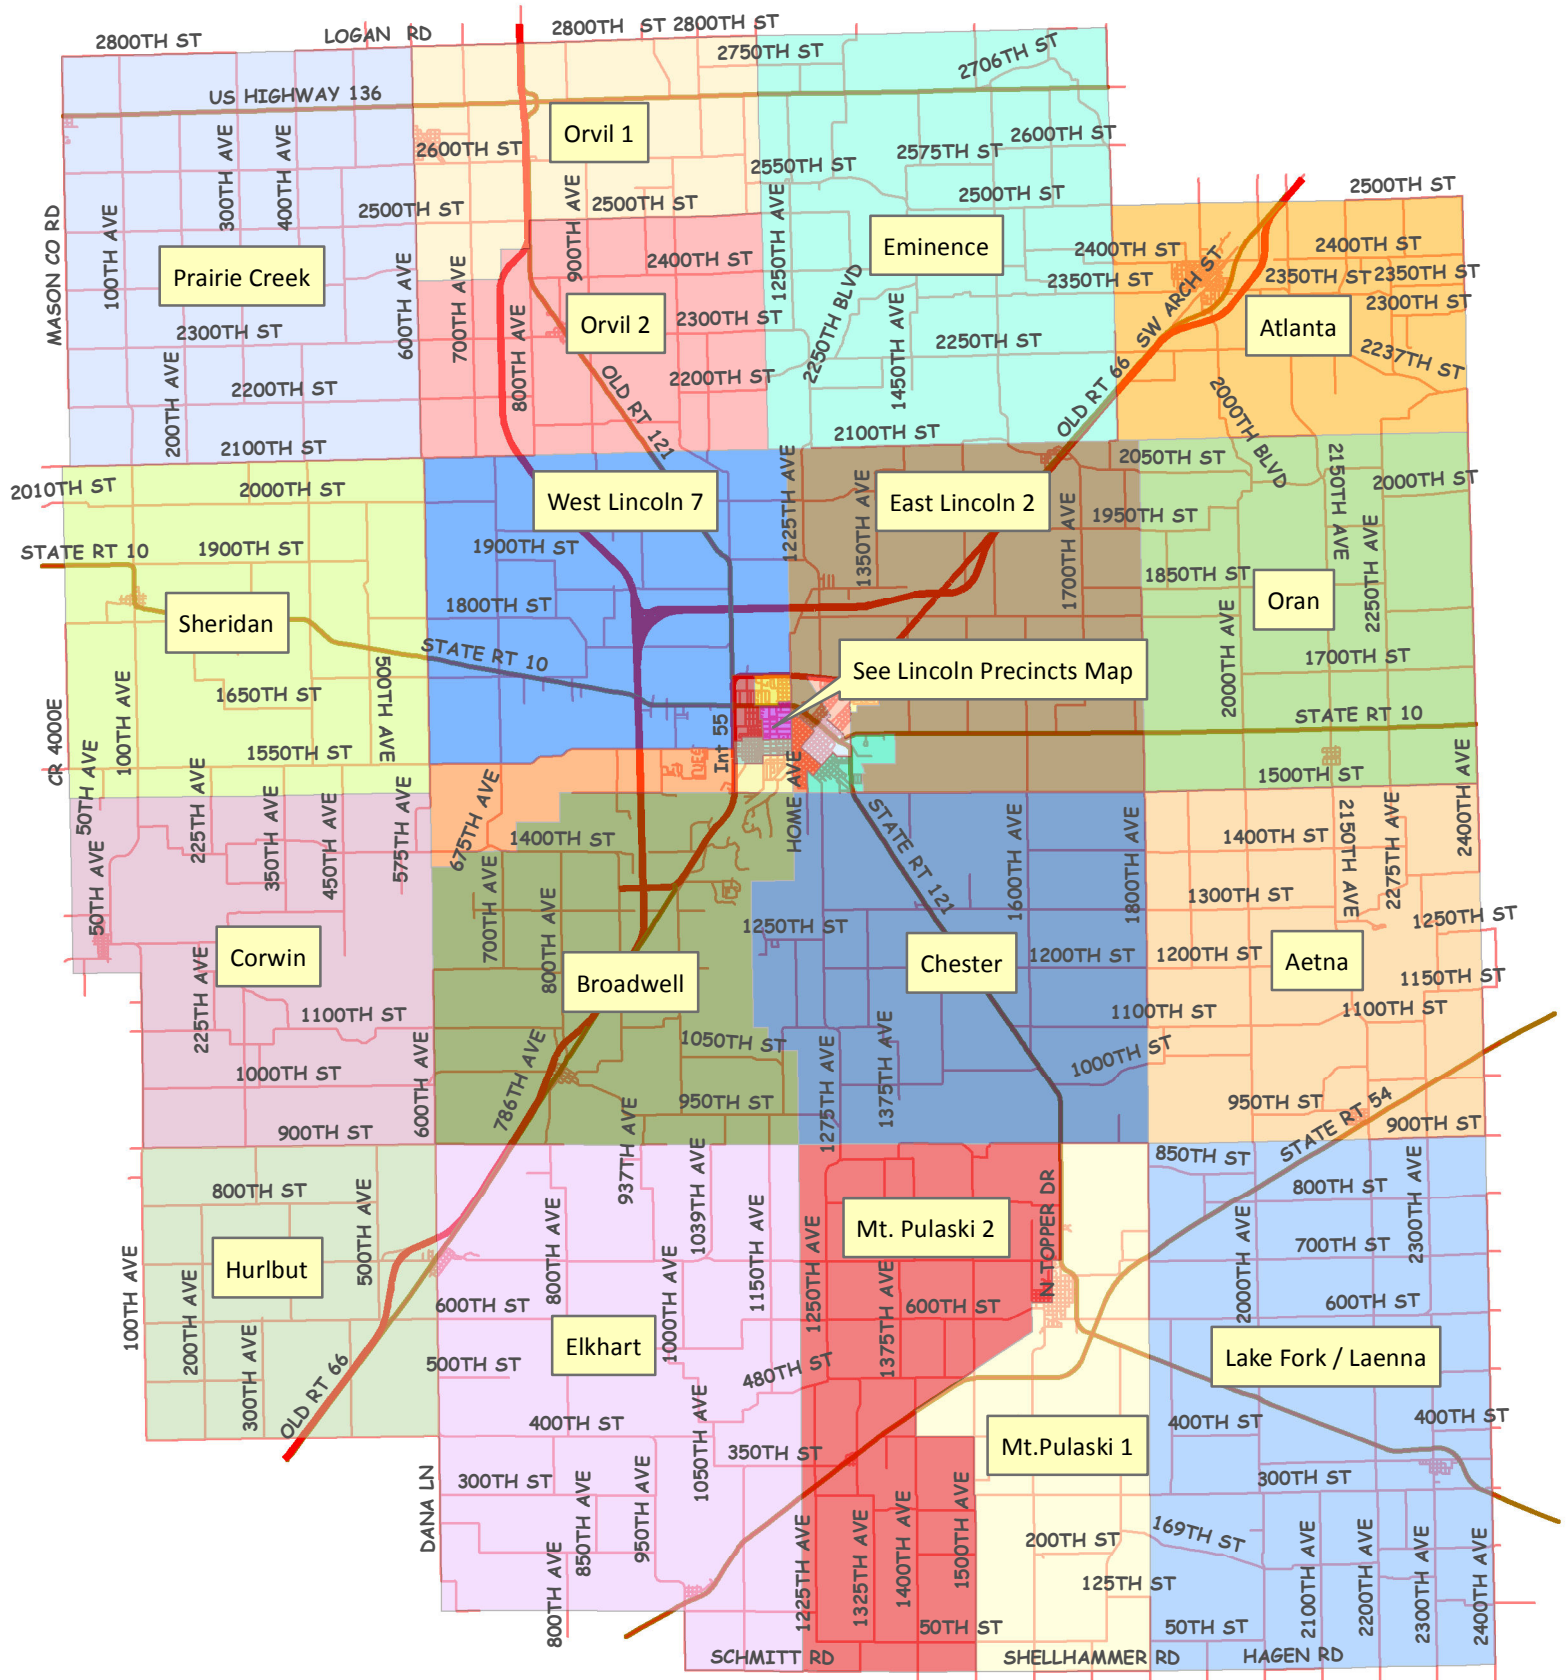 2800TH ST
LOGAN RD
2800TH ST
2800TH ST
2750TH ST
2706TH ST
US HIGHWAY 136
Orvil 1
2600TH ST
300TH AVE
400TH AVE
2600TH ST
2575TH ST
2550TH ST
2500TH ST
MASON CO RD
100TH AVE
2500TH ST
900TH AVE
2500TH ST
1250TH AVE
2500TH ST
Eminence
2400TH ST
2400TH ST
Prairie Creek
600TH AVE
700TH AVE
2400TH ST
2350TH ST
SW ARCH ST
2350TH ST
2350TH ST
2300TH ST
2300TH ST
800TH AVE
Orvil 2
2300TH ST
2250TH BLVD
1450TH AVE
2250TH ST
Atlanta
2237TH ST
200TH AVE
2200TH ST
OLD RT 121
2200TH ST
OLD RT 66
2000TH BLVD
2100TH ST
2100TH ST
2010TH ST
2000TH ST
West Lincoln 7
1225TH AVE
1350TH AVE
East Lincoln 2
1700TH AVE
2050TH ST
2150TH AVE
2000TH ST
1950TH ST
2250TH AVE
STATE RT 10
1900TH ST
1900TH ST
1850TH ST
Sheridan
1800TH ST
Oran
2000TH AVE
STATE RT 10
See Lincoln Precincts Map
1700TH ST
1650TH ST
500TH AVE
100TH AVE
CR 4000E
Int 55
STATE RT 10
1550TH ST
1500TH ST
2400TH AVE
50TH AVE
225TH AVE
350TH AVE
450TH AVE
575TH AVE
675TH AVE
1400TH ST
HOME AVE
STATE RT 121
1600TH AVE
1800TH AVE
1400TH ST
2150TH AVE
2275TH AVE
50TH AVE
700TH AVE
800TH AVE
1300TH ST
1250TH ST
1250TH ST
Corwin
225TH AVE
Broadwell
Chester
1200TH ST
1200TH ST
Aetna
1150TH ST
1100TH ST
1100TH ST
1100TH ST
1050TH ST
1275TH AVE
1375TH AVE
1000TH ST
1000TH ST
600TH AVE
786TH AVE
950TH ST
950TH ST
900TH ST
937TH AVE
STATE RT 54
900TH ST
1039TH AVE
850TH ST
800TH ST
800TH ST
2300TH AVE
500TH AVE
Hurlbut
100TH AVE
200TH AVE
300TH AVE
800TH AVE
1000TH AVE
1150TH AVE
1250TH AVE
Mt. Pulaski 2
N TOPPER DR
2000TH AVE
700TH ST
600TH ST
1375TH AVE
600TH ST
600TH ST
Elkhart
Lake Fork / Laenna
500TH ST
480TH ST
OLD RT 66
400TH ST
1050TH AVE
400TH ST
400TH ST
350TH ST
Mt.Pulaski 1
DANA LN
300TH ST
850TH AVE
950TH AVE
300TH ST
1225TH AVE
1325TH AVE
1400TH AVE
1500TH AVE
200TH ST
169TH ST
2100TH AVE
2200TH AVE
2300TH AVE
2400TH AVE
800TH AVE
125TH ST
50TH ST
50TH ST
SCHMITT RD
SHELLHAMMER RD
HAGEN RD